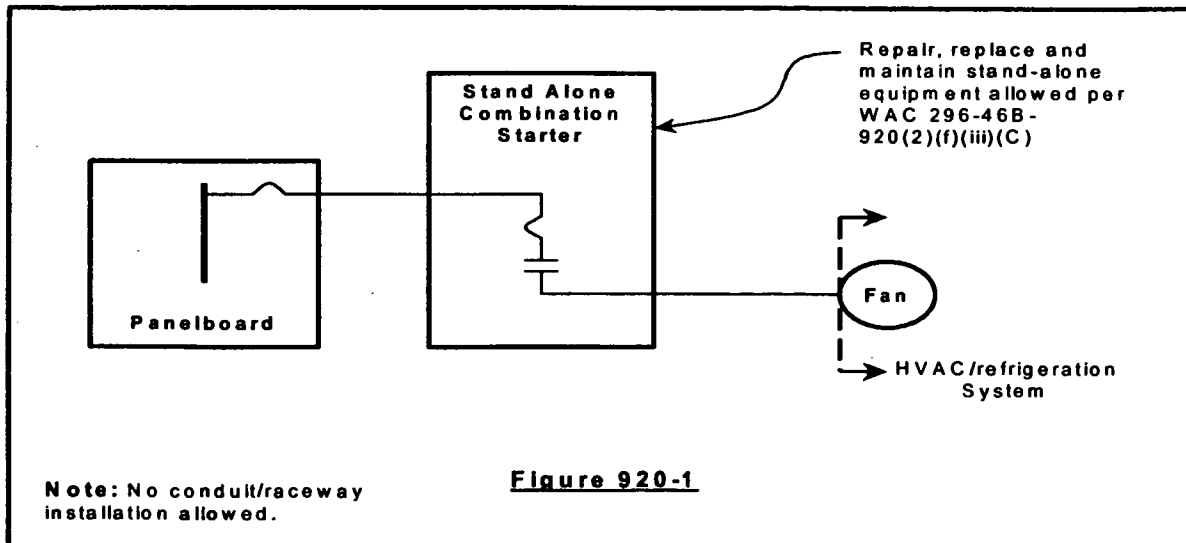 Repair, replace and
maintain stand-alone
equipment allowed per
WAC 296-46B-
920(2)(f)(iii)(C)
Stand Alone
Combination
Starter
Panelboard
Fan
HVAC/refrigeration
System
Figure 920-1
Note: No conduit/raceway
installation allowed.